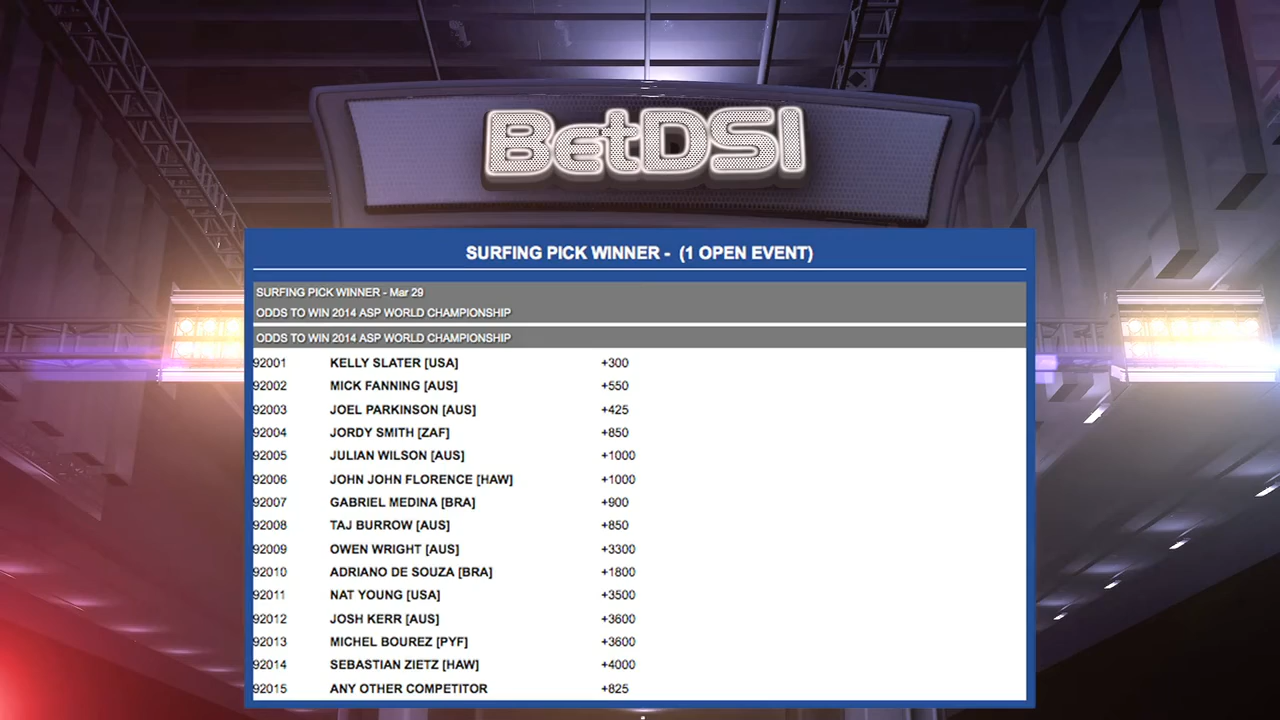 BetDSI
SURFING PICK WINNER - (1 OPEN EVENT)
SURFING PICK WINNER - Mar 29
ODDS TO WIN 2014 ASP WORLD CHAMPIONSHIP
ODDS TO WIN 2014 ASP WORLD CHAMPIONSHIP
92001 KELLY SLATER [USA] +300
92002 MICK FANNING [AUS] +550
92003 JOEL PARKINSON [AUS] +425
92004 JORDY SMITH [ZAF] +850
92005 JULIAN WILSON [AUS] +1000
92006 JOHN JOHN FLORENCE [HAW] +1000
92007 GABRIEL MEDINA [BRA] +900
92008 TAJ BURROW [AUS] +850
92009 OWEN WRIGHT [AUS] +3300
92010 ADRIANO DE SOUZA [BRA] +1800
92011 NAT YOUNG [USA] +3500
92012 JOSH KERR [AUS] +3600
92013 MICHEL BOUREZ [PYF] +3600
92014 SEBASTIAN ZIETZ [HAW] +4000
92015 ANY OTHER COMPETITOR +825